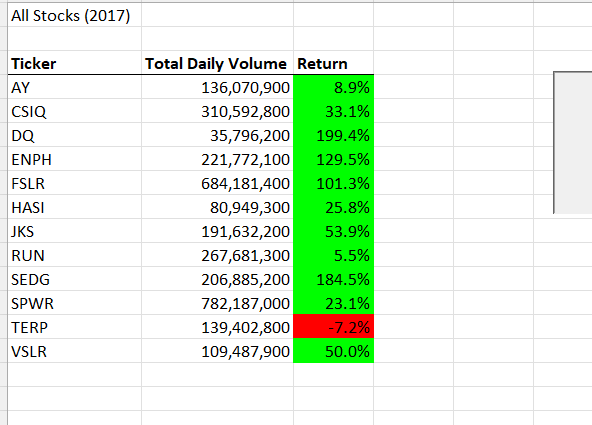 All Stocks (2017)
Ticker Total Daily Volume Return
AY 136,070,900 8.9%
CSIQ 310,592,800 33.1%
DQ 35,796,200 199.4%
ENPH 221,772,100 129.5%
FSLR 684,181,400 101.3%
HASI 80,949,300 25.8%
JKS 191,632,200 53.9%
RUN 267,681,300 5.5%
SEDG 206,885,200 184.5%
SPWR 782,187,000 23.1%
TERP 139,402,800 -7.2%
VSLR 109,487,900 50.0%